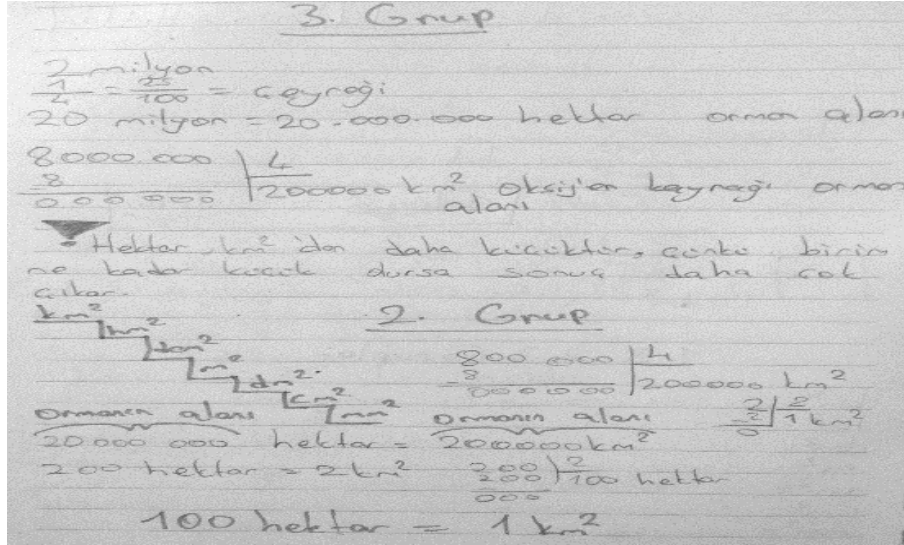 3. Grup
2 milyon
1/4 = 25/100 = çeyreği
20 milyon = 20.000.000 hektar orman alanı
8000.000 | 4
8
000 000 | 200000 km² oksijen kaynağı orman
alanı
Hektar km² 'den daha küçüktür, çünkü birim
ne kadar küçük olursa sonuç daha çok
çıkar.
km²
hm²
dam²
m²
dm²
cm²
mm²
2. Grup
800 000 | 4
- 8
000 000 | 200000 km²
Ormanın alanı Ormanın alanı
20000 000 hektar = 200000 km²
2 | 2
- 2 | 1 km²
0
200 hektar = 2 km²
200 | 2
200 | 100 hektar
000
100 hektar = 1 km²